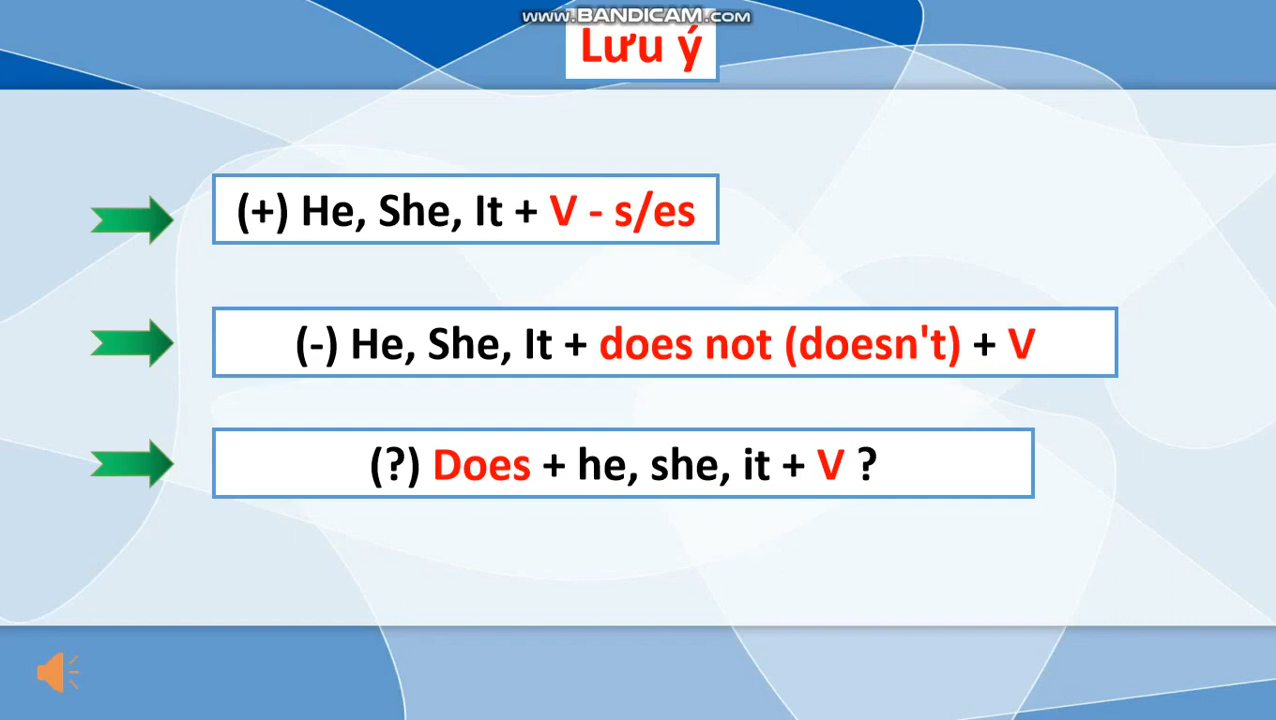 www.BANDICAM.com
Lưu ý
(+) He, She, It + V - s/es
(-) He, She, It + does not (doesn't) + V
(?) Does + he, she, it + V ?